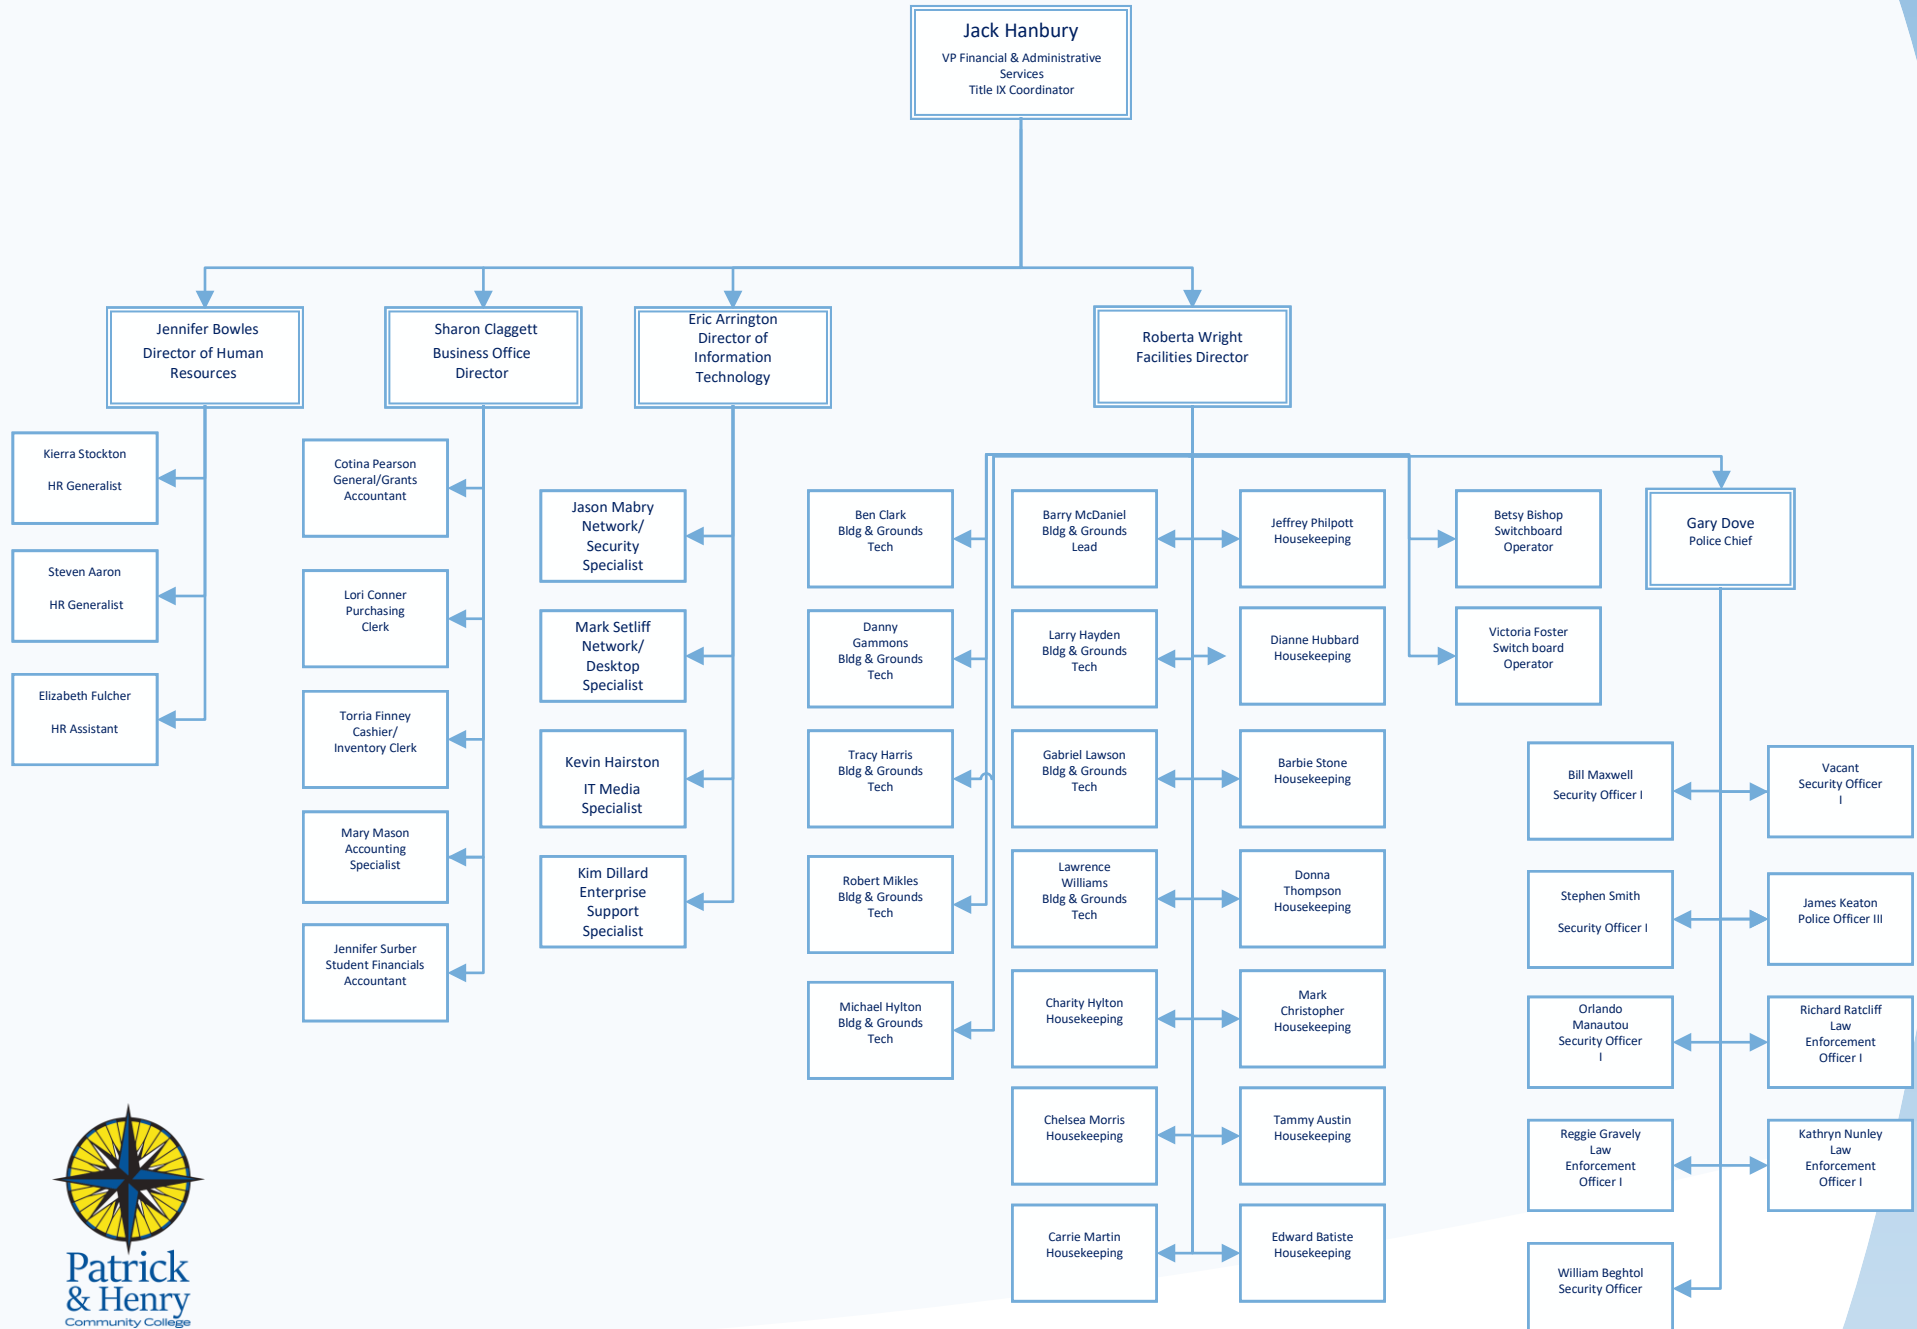 Jack Hanbury
VP Financial & Administrative
Services
Title IX Coordinator
Jennifer Bowles
Director of Human
Resources
Sharon Claggett
Business Office
Director
Eric Arrington
Director of
Information
Technology
Roberta Wright
Facilities Director
Kierra Stockton
HR Generalist
Steven Aaron
HR Generalist
Elizabeth Fulcher
HR Assistant
Cotina Pearson
General/Grants
Accountant
Lori Conner
Purchasing
Clerk
Torria Finney
Cashier/
Inventory Clerk
Mary Mason
Accounting
Specialist
Jennifer Surber
Student Financials
Accountant
Jason Mabry
Network/
Security
Specialist
Mark Setliff
Network/
Desktop
Specialist
Kevin Hairston
IT Media
Specialist
Kim Dillard
Enterprise
Support
Specialist
Ben Clark
Bldg & Grounds
Tech
Danny
Gammons
Bldg & Grounds
Tech
Tracy Harris
Bldg & Grounds
Tech
Robert Mikles
Bldg & Grounds
Tech
Michael Hylton
Bldg & Grounds
Tech
Barry McDaniel
Bldg & Grounds
Lead
Larry Hayden
Bldg & Grounds
Tech
Gabriel Lawson
Bldg & Grounds
Tech
Lawrence
Williams
Bldg & Grounds
Tech
Charity Hylton
Housekeeping
Chelsea Morris
Housekeeping
Carrie Martin
Housekeeping
Jeffrey Philpott
Housekeeping
Dianne Hubbard
Housekeeping
Barbie Stone
Housekeeping
Donna
Thompson
Housekeeping
Mark
Christopher
Housekeeping
Tammy Austin
Housekeeping
Edward Batiste
Housekeeping
Betsy Bishop
Switchboard
Operator
Victoria Foster
Switch board
Operator
Gary Dove
Police Chief
Bill Maxwell
Security Officer I
Stephen Smith
Security Officer I
Orlando
Manautou
Security Officer
I
Reggie Gravely
Law
Enforcement
Officer I
William Beghtol
Security Officer
Vacant
Security Officer
I
James Keaton
Police Officer III
Richard Ratcliff
Law
Enforcement
Officer I
Kathryn Nunley
Law
Enforcement
Officer I
Patrick
& Henry
Community College